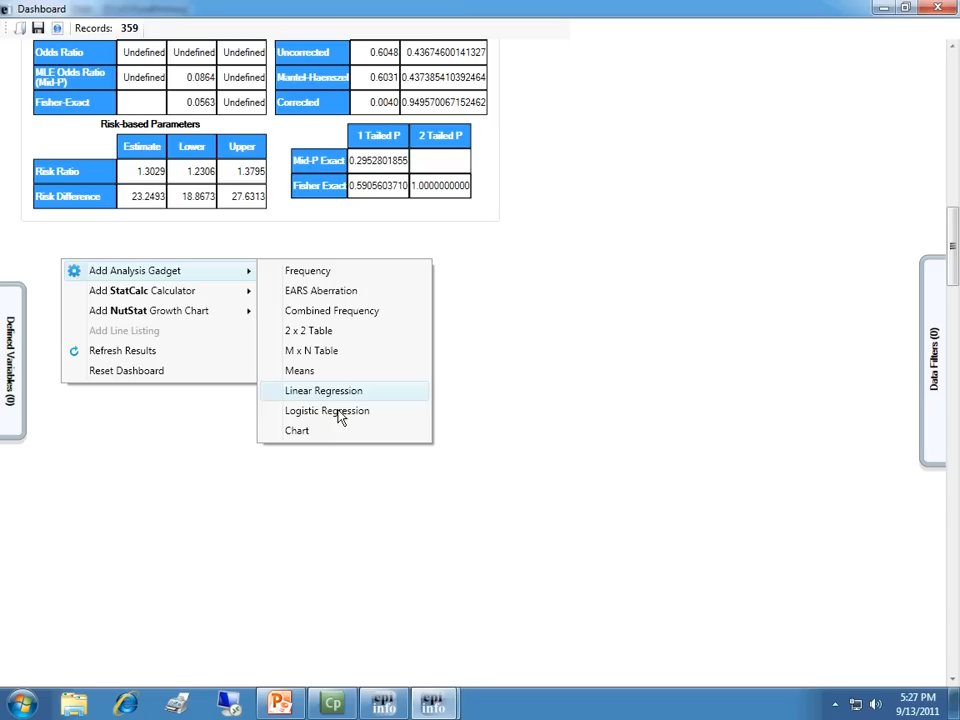 Dashboard
Records: 359
Odds Ratio Undefined Undefined Undefined
MLE Odds Ratio (Mid-P) Undefined 0.0864 Undefined
Fisher-Exact 0.0563 Undefined
Uncorrected 0.6048 0.43674600141327
Mantel-Haenszel 0.6031 0.437385410392464
Corrected 0.0040 0.949570067152462
Risk-based Parameters
Estimate Lower Upper
Risk Ratio 1.3029 1.2306 1.3795
Risk Difference 23.2493 18.8673 27.6313
1 Tailed P 2 Tailed P
Mid-P Exact 0.2952801855
Fisher Exact 0.5905603710 1.0000000000
Add Analysis Gadget
Add StatCalc Calculator
Add NutStat Growth Chart
Add Line Listing
Refresh Results
Reset Dashboard
Frequency
EARS Aberration
Combined Frequency
2 x 2 Table
M x N Table
Means
Linear Regression
Logistic Regression
Chart
Defined Variables (0)
Data Filters (0)
Cp
epi info
epi info
5:27 PM
9/13/2011